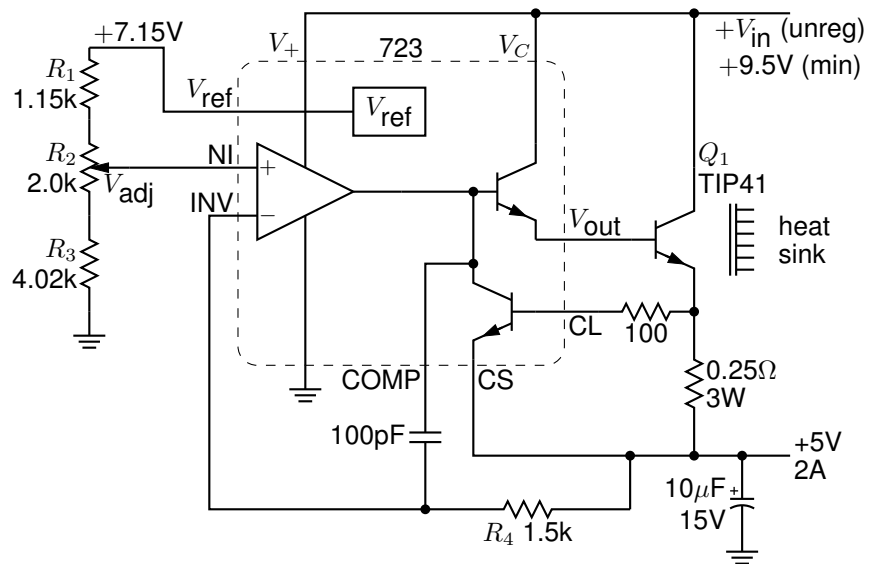 +7.15V
V+
723
VC
+Vin (unreg)
+9.5V (min)
R1
1.15k
Vref
Vref
R2
2.0k
Vadj
NI
+
INV
−
R3
4.02k
Q1
TIP41
Vout
heat
sink
CL
100
COMP
CS
0.25Ω
3W
100pF
+5V
2A
10µF
+
15V
R4 1.5k